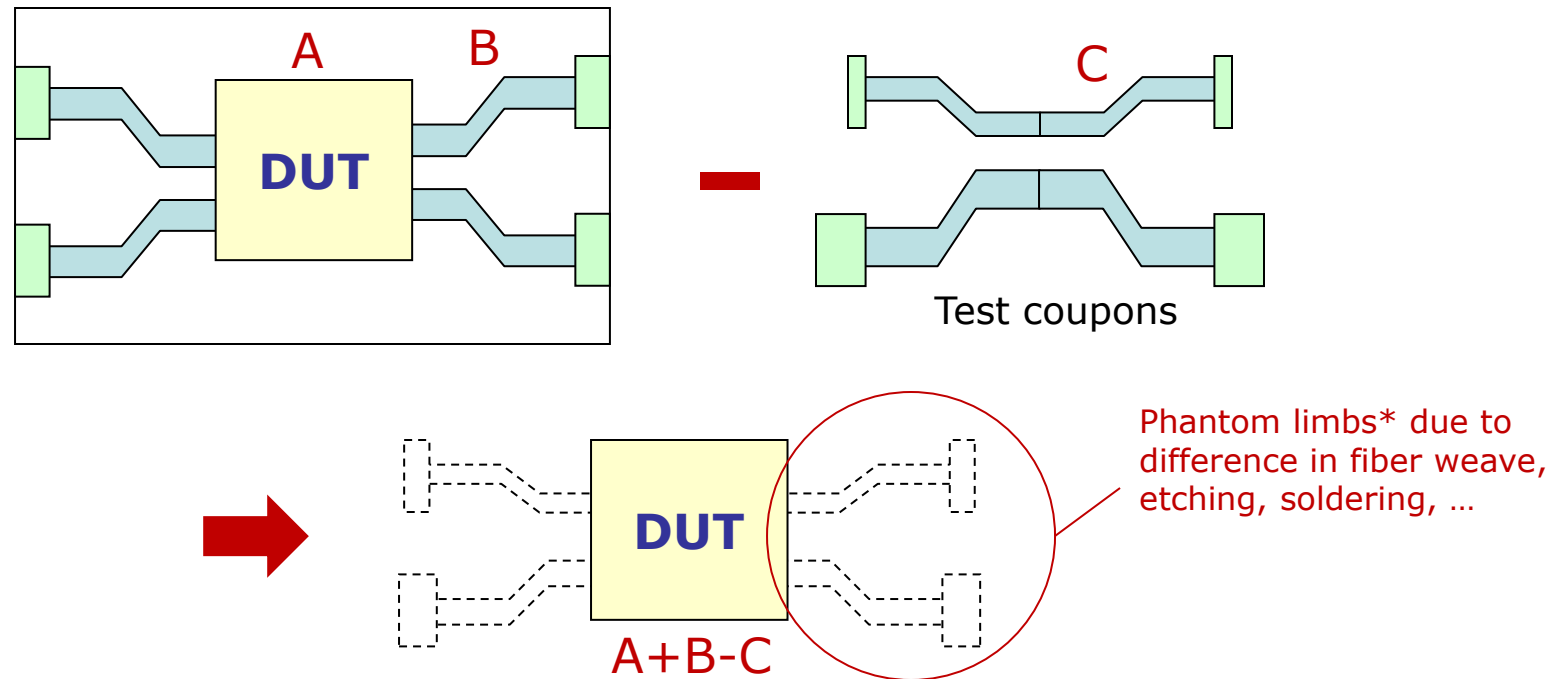 A
B
DUT
C
Test coupons
DUT
A+B-C
Phantom limbs* due to
difference in fiber weave,
etching, soldering, …